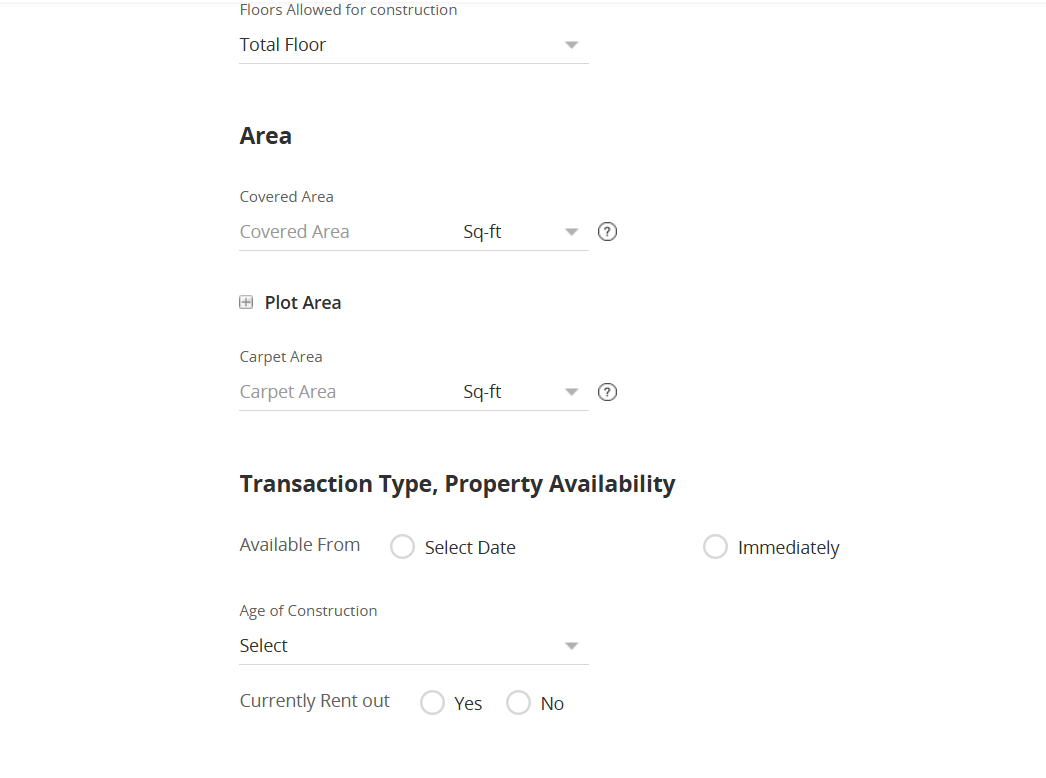 Floors Allowed for construction
Total Floor
Area
Covered Area
Covered Area Sq-ft ?
Plot Area
Carpet Area
Carpet Area Sq-ft ?
Transaction Type, Property Availability
Available From Select Date Immediately
Age of Construction
Select
Currently Rent out Yes No